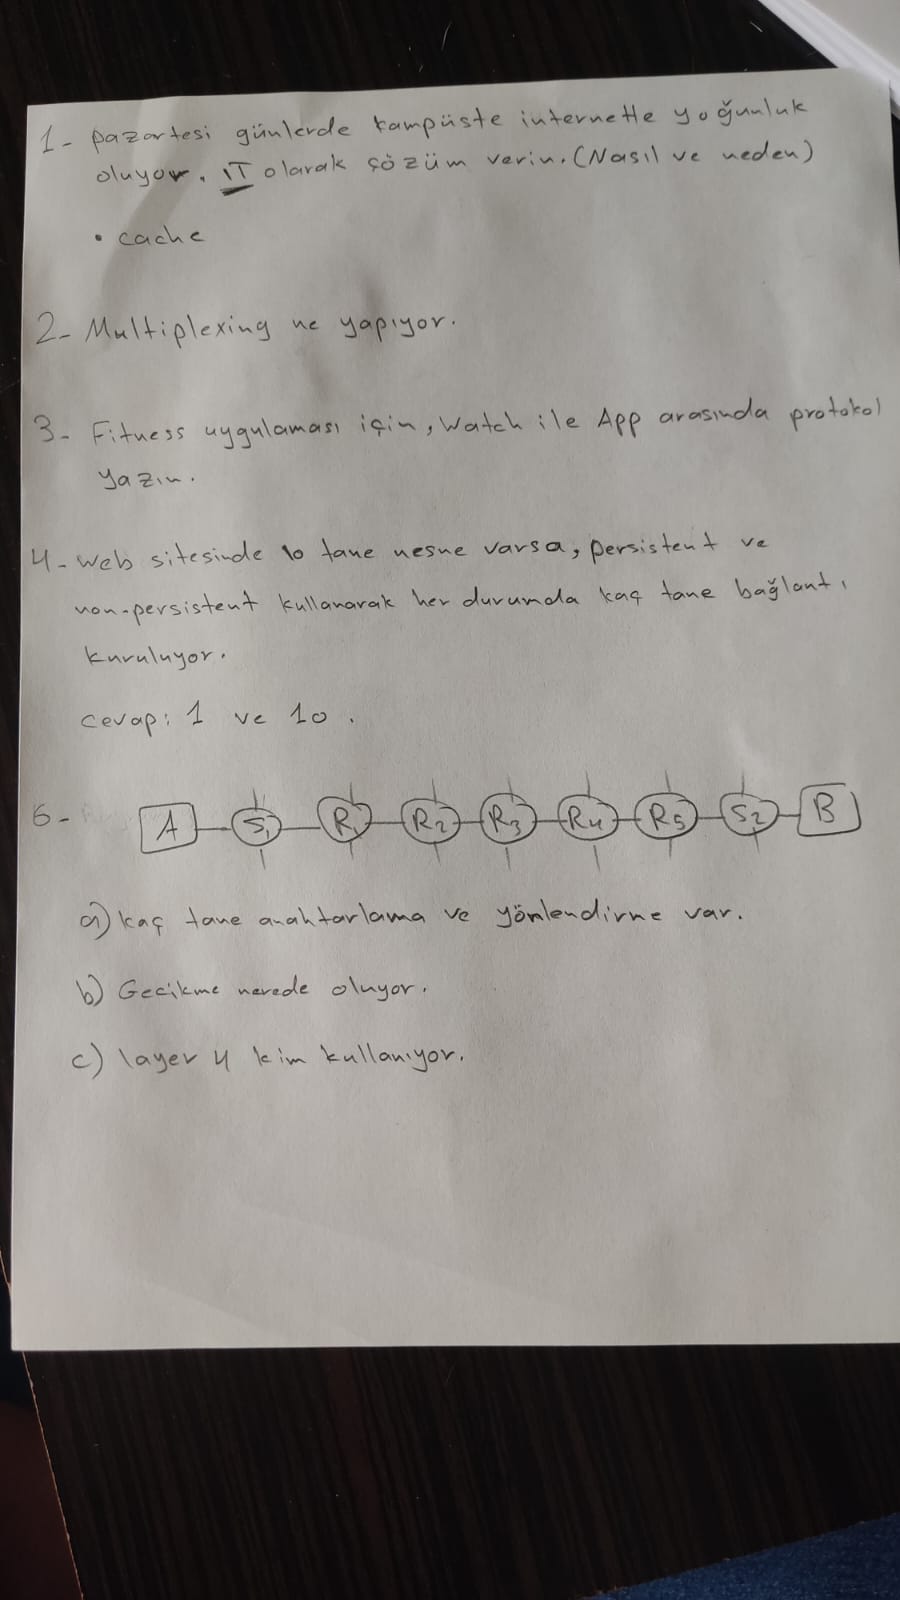 1- pazartesi günlerde kampüste internette yoğunluk
oluyor. IT olarak çözüm verin. (Nasıl ve neden)
• cache
2- Multiplexing ne yapıyor.
3- Fitness uygulaması için, Watch ile App arasında protokol
yazın.
4- web sitesinde 10 tane nesne varsa, persistent ve
non-persistent kullanarak her durumda kaç tane bağlantı
kuruluyor.
cevap: 1 ve 10.
6- A S1 R1 R2 R3 R4 R5 S2 B
a) kaç tane anahtarlama ve yönlendirme var.
b) Gecikme nerede oluyor.
c) layer 4 kim kullanıyor.